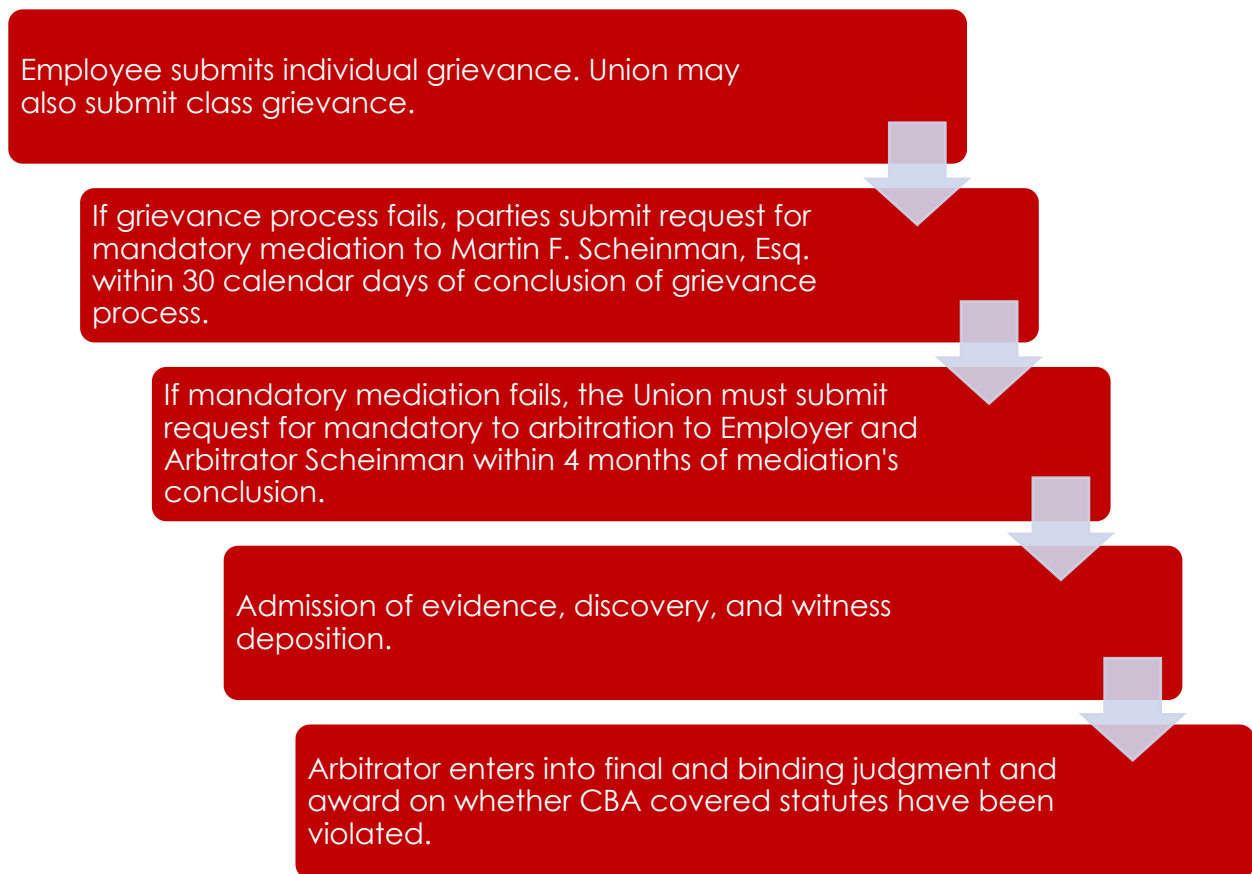 Employee submits individual grievance. Union may
also submit class grievance.
If grievance process fails, parties submit request for
mandatory mediation to Martin F. Scheinman, Esq.
within 30 calendar days of conclusion of grievance
process.
If mandatory mediation fails, the Union must submit
request for mandatory to arbitration to Employer and
Arbitrator Scheinman within 4 months of mediation's
conclusion.
Admission of evidence, discovery, and witness
deposition.
Arbitrator enters into final and binding judgment and
award on whether CBA covered statutes have been
violated.